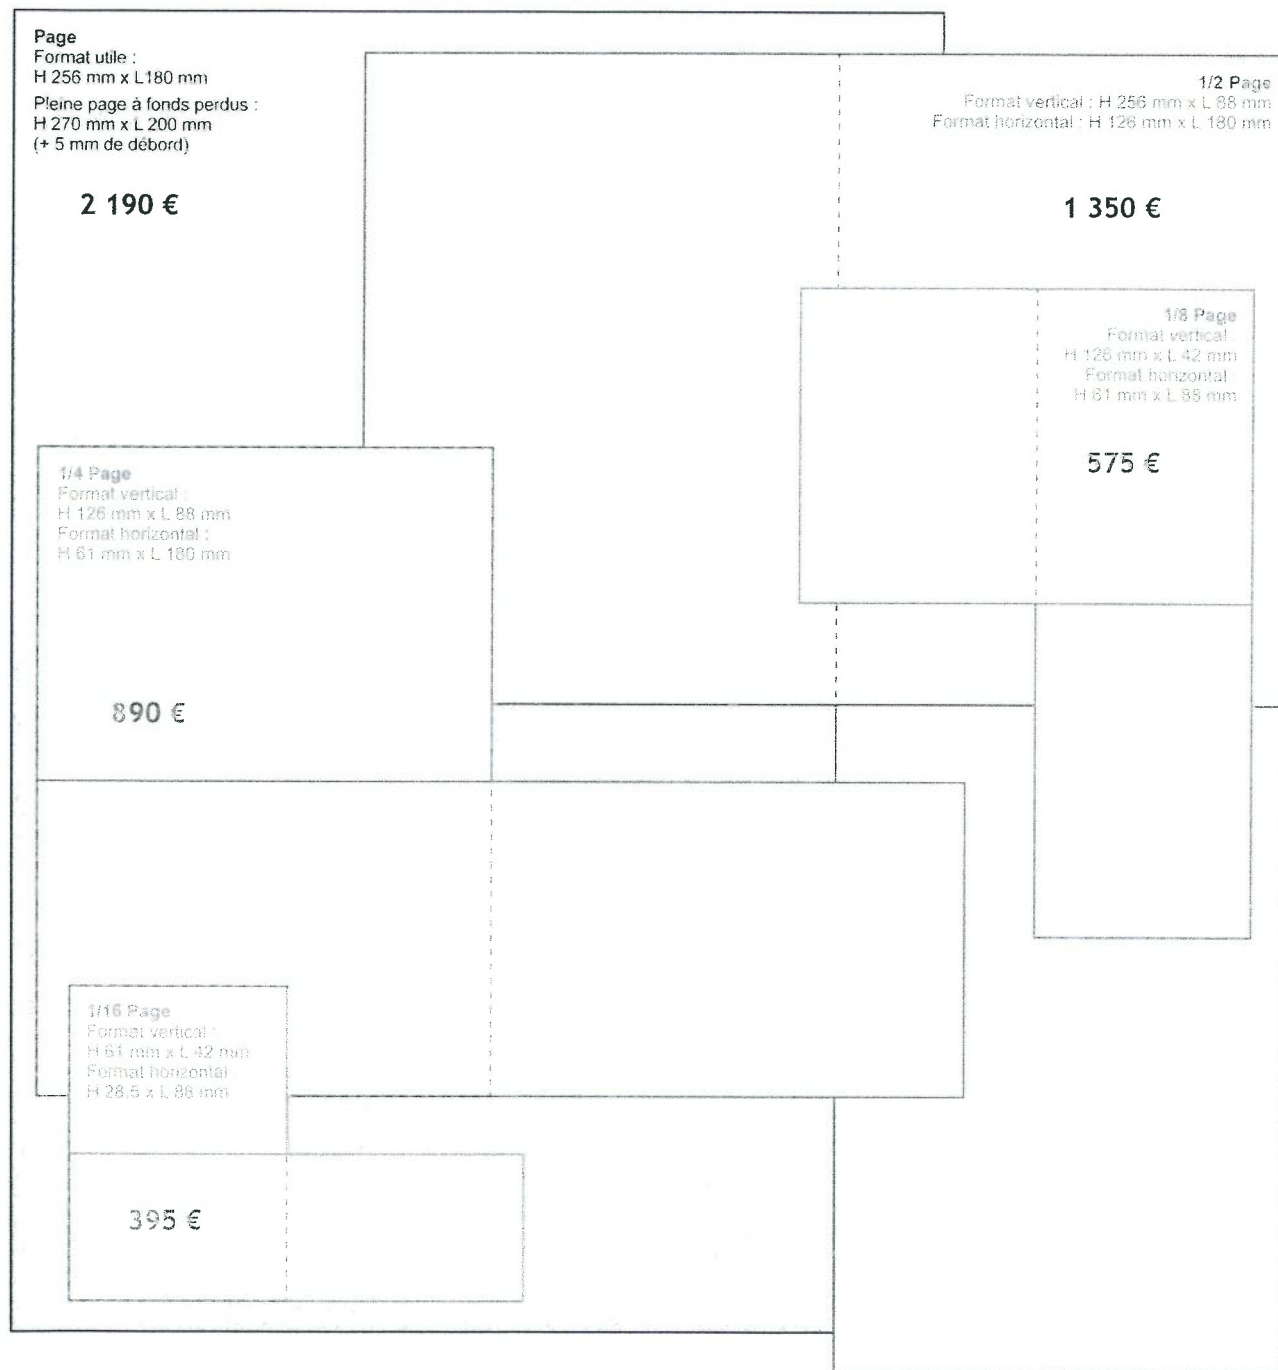 Page
Format utile :
H 256 mm x L180 mm
Pleine page à fonds perdus :
H 270 mm x L 200 mm
(+ 5 mm de débord)
2 190 €
1/2 Page
Format vertical : H 256 mm x L 88 mm
Format horizontal : H 126 mm x L 180 mm
1 350 €
1/8 Page
Format vertical :
H 126 mm x L 42 mm
Format horizontal :
H 61 mm x L 88 mm
575 €
1/4 Page
Format vertical :
H 126 mm x L 88 mm
Format horizontal :
H 61 mm x L 180 mm
890 €
1/16 Page
Format vertical :
H 61 mm x L 42 mm
Format horizontal :
H 28,5 x L 88 mm
395 €